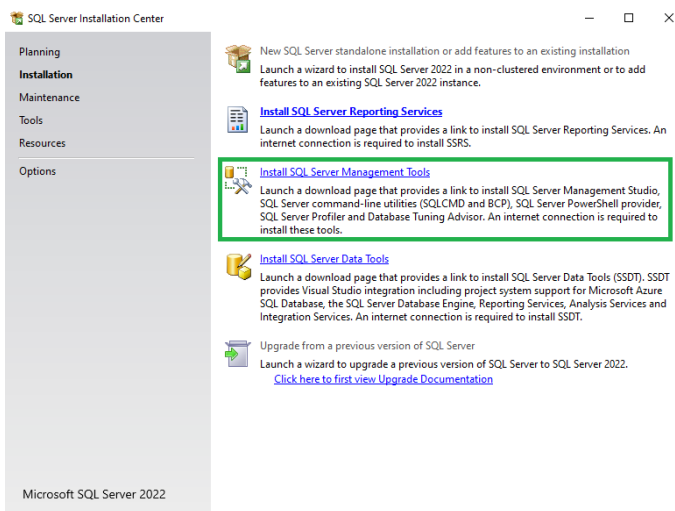 SQL Server Installation Center
Planning
Installation
Maintenance
Tools
Resources
Options
New SQL Server standalone installation or add features to an existing installation
Launch a wizard to install SQL Server 2022 in a non-clustered environment or to add
features to an existing SQL Server 2022 instance.
Install SQL Server Reporting Services
Launch a download page that provides a link to install SQL Server Reporting Services. An
internet connection is required to install SSRS.
Install SQL Server Management Tools
Launch a download page that provides a link to install SQL Server Management Studio,
SQL Server command-line utilities (SQLCMD and BCP), SQL Server PowerShell provider,
SQL Server Profiler and Database Tuning Advisor. An internet connection is required to
install these tools.
Install SQL Server Data Tools
Launch a download page that provides a link to install SQL Server Data Tools (SSDT). SSDT
provides Visual Studio integration including project system support for Microsoft Azure
SQL Database, the SQL Server Database Engine, Reporting Services, Analysis Services and
Integration Services. An internet connection is required to install SSDT.
Upgrade from a previous version of SQL Server
Launch a wizard to upgrade a previous version of SQL Server to SQL Server 2022.
Click here to first view Upgrade Documentation
Microsoft SQL Server 2022